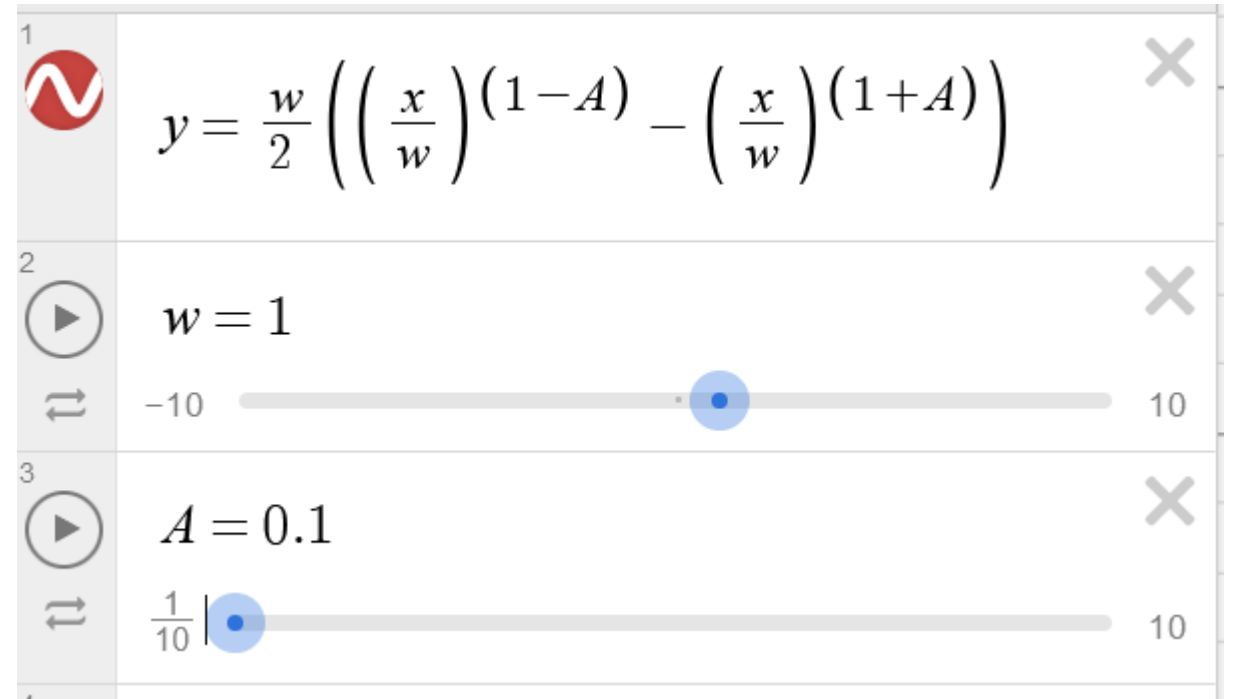 1
y = w/2 ((x/w)^(1−A) − (x/w)^(1+A))
2
w = 1
−10 10
3
A = 0.1
1/10 10